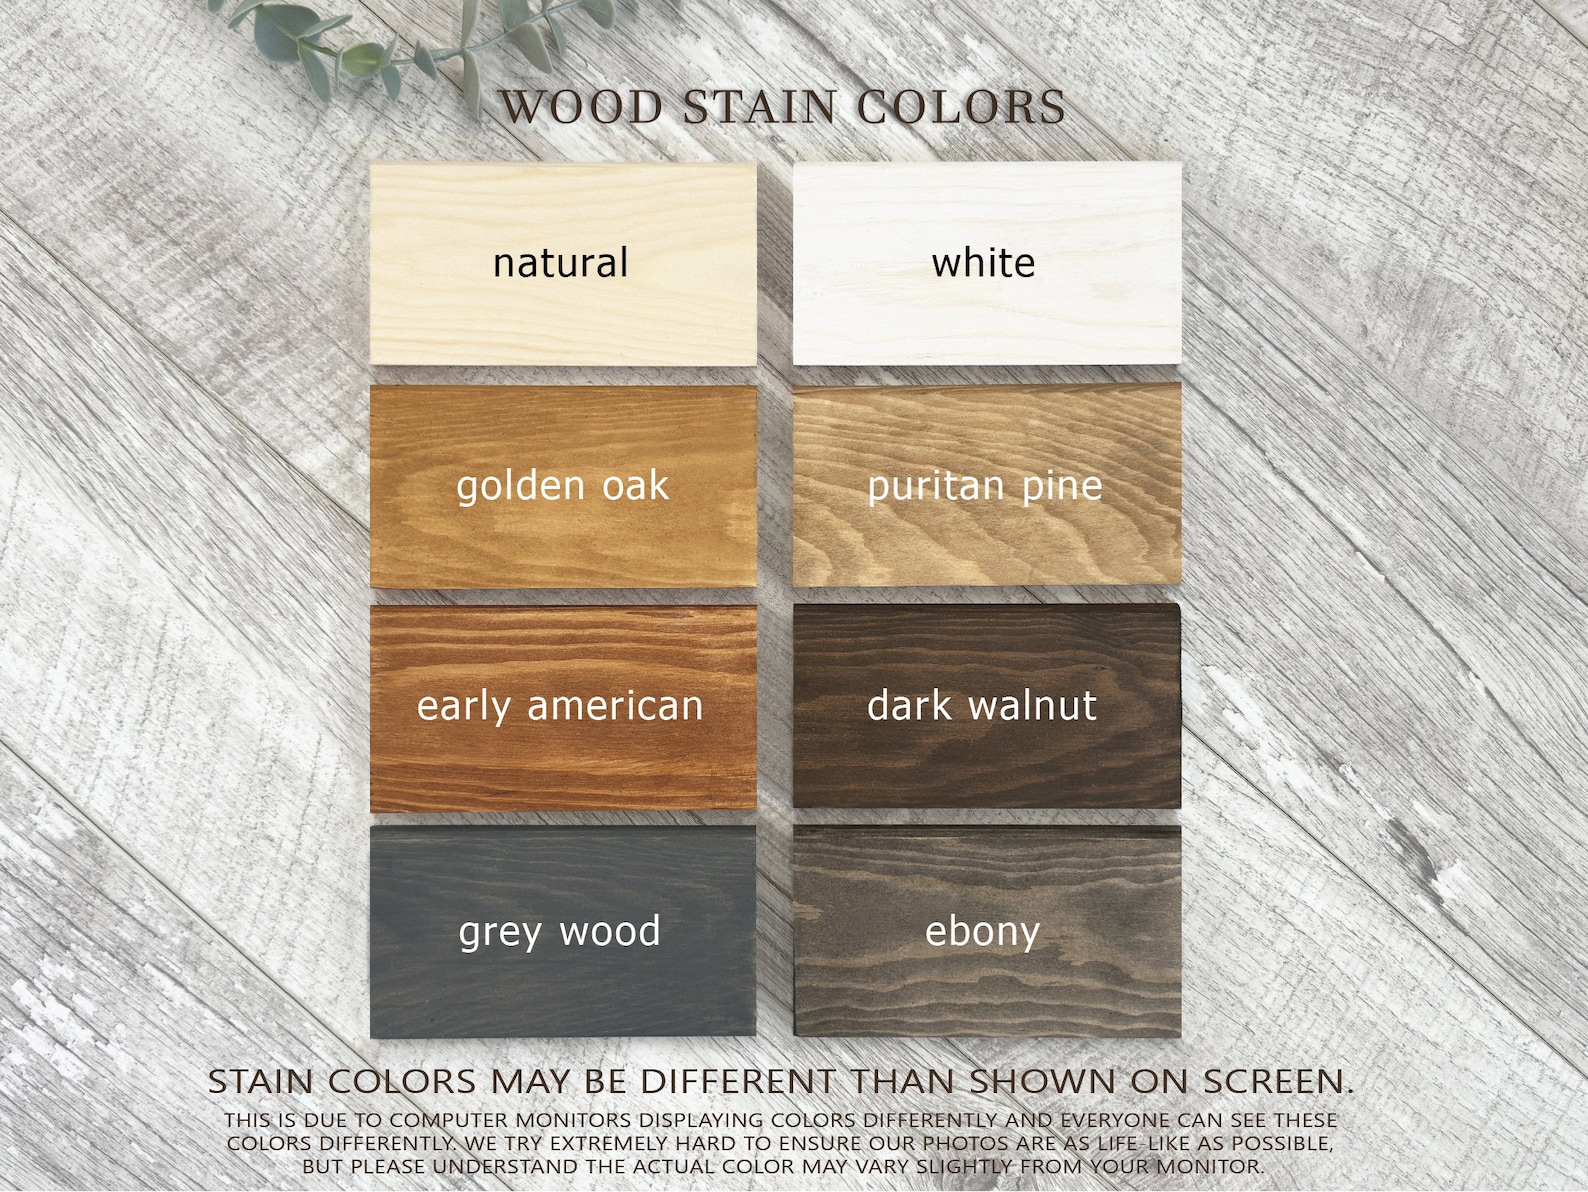 WOOD STAIN COLORS
natural
white
golden oak
puritan pine
early american
dark walnut
grey wood
ebony
STAIN COLORS MAY BE DIFFERENT THAN SHOWN ON SCREEN.
THIS IS DUE TO COMPUTER MONITORS DISPLAYING COLORS DIFFERENTLY AND EVERYONE CAN SEE THESE
COLORS DIFFERENTLY. WE TRY EXTREMELY HARD TO ENSURE OUR PHOTOS ARE AS LIFE-LIKE AS POSSIBLE,
BUT PLEASE UNDERSTAND THE ACTUAL COLOR MAY VARY SLIGHTLY FROM YOUR MONITOR.